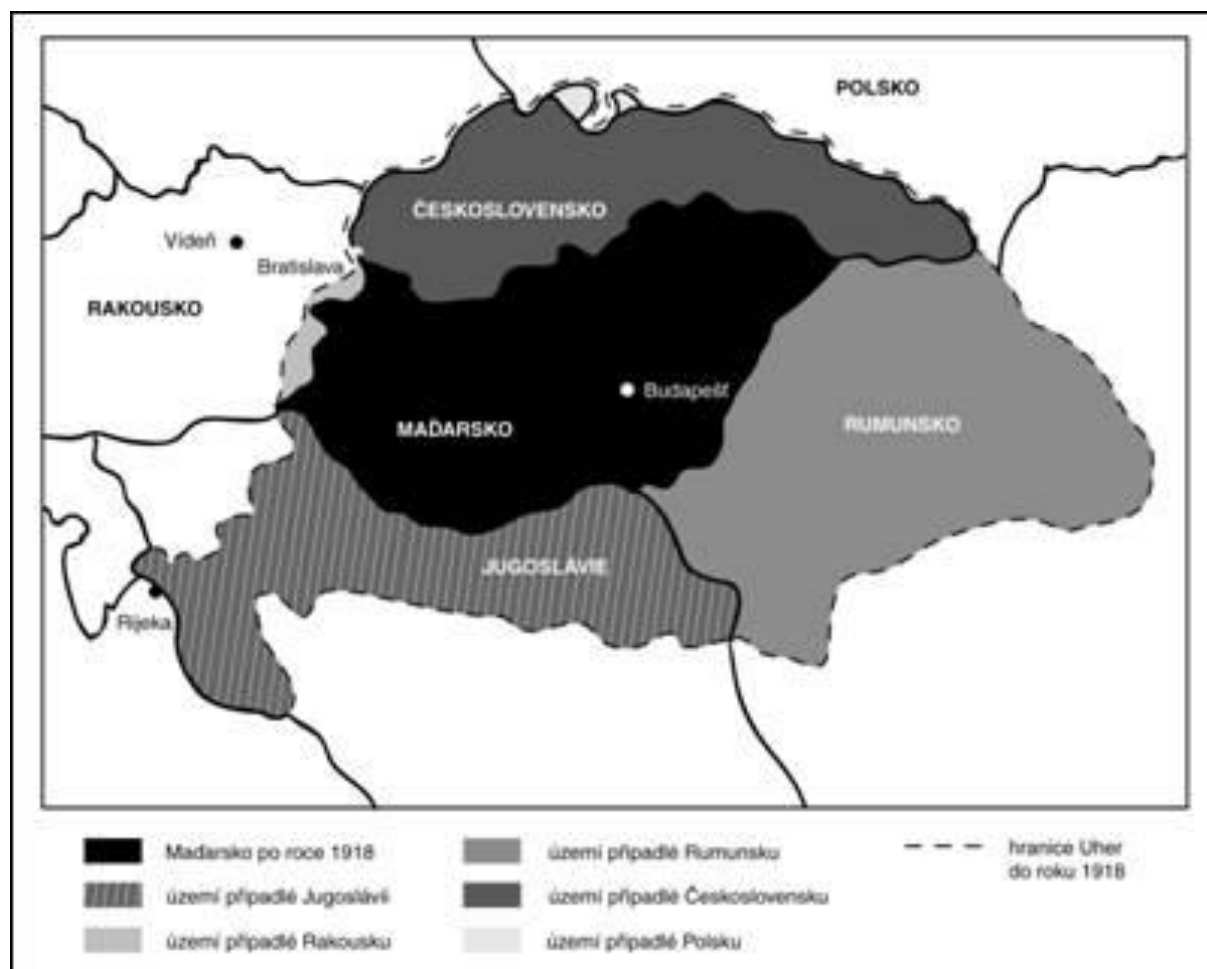 POLSKO
ČESKOSLOVENSKO
Vídeň
Bratislava
RAKOUSKO
Budapešť
MAĎARSKO
RUMUNSKO
JUGOSLÁVIE
Rijeka
Maďarsko po roce 1918
území připadlé Jugoslávii
území připadlé Rakousku
území připadlé Rumunsku
území připadlé Československu
území připadlé Polsku
hranice Uher
do roku 1918